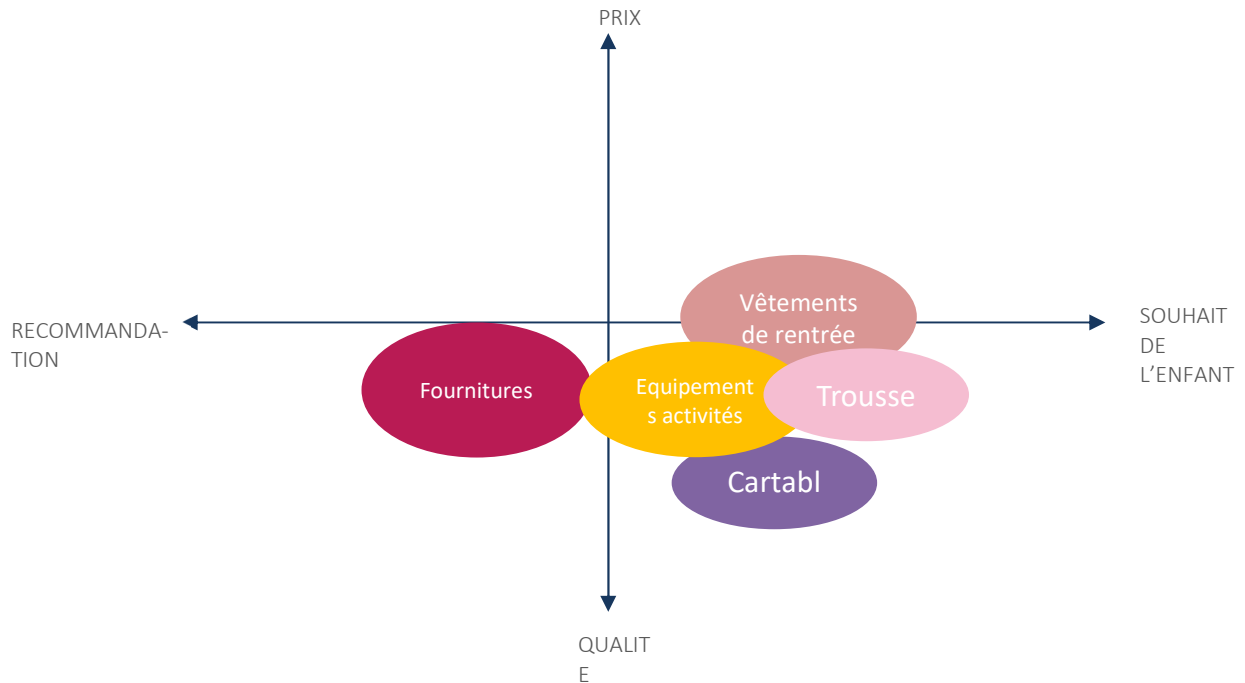 PRIX
Vêtements
de rentrée
RECOMMANDA-
TION
SOUHAIT
DE
L’ENFANT
Fournitures
Equipement
s activités
Trousse
Cartabl
QUALIT
E